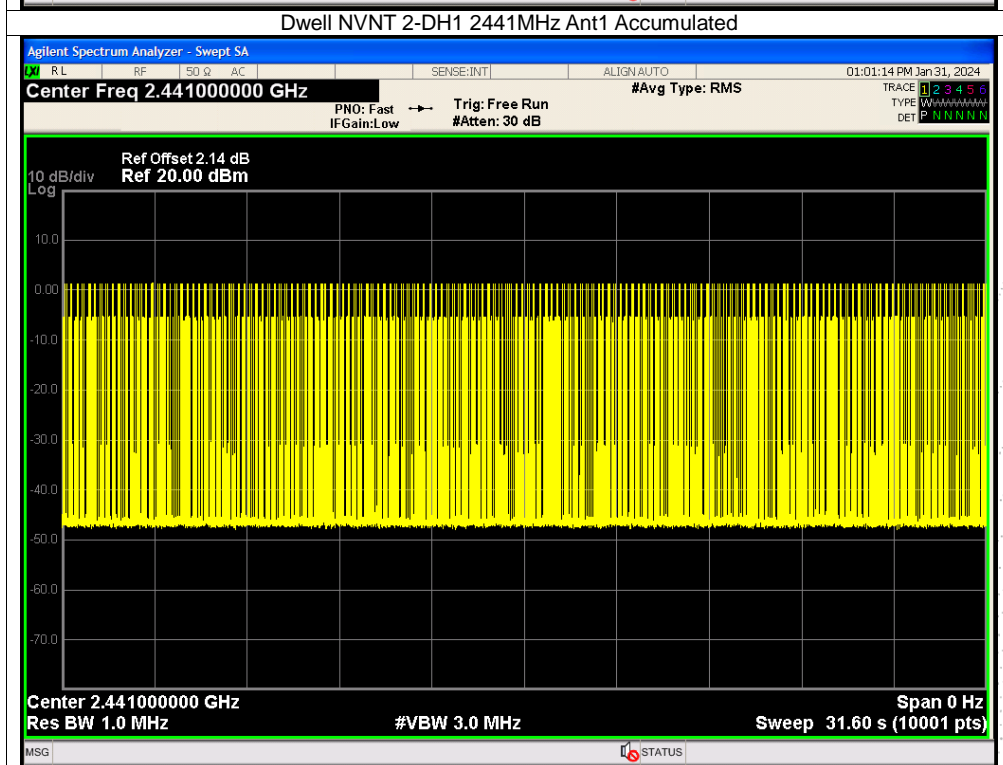 Dwell NVNT 2-DH1 2441MHz Ant1 Accumulated
Agilent Spectrum Analyzer - Swept SA
LXI RL RF 50 Ω AC SENSE:INT ALIGN AUTO 01:01:14 PM Jan 31, 2024
Center Freq 2.441000000 GHz #Avg Type: RMS TRACE 1 2 3 4 5 6
PNO: Fast Trig: Free Run TYPE WWWWWW
IFGain:Low #Atten: 30 dB DET P N N N N N
Ref Offset 2.14 dB
10 dB/div Ref 20.00 dBm
Log
10.0
0.00
-10.0
-20.0
-30.0
-40.0
-50.0
-60.0
-70.0
Center 2.441000000 GHz Span 0 Hz
Res BW 1.0 MHz #VBW 3.0 MHz Sweep 31.60 s (10001 pts)
MSG STATUS